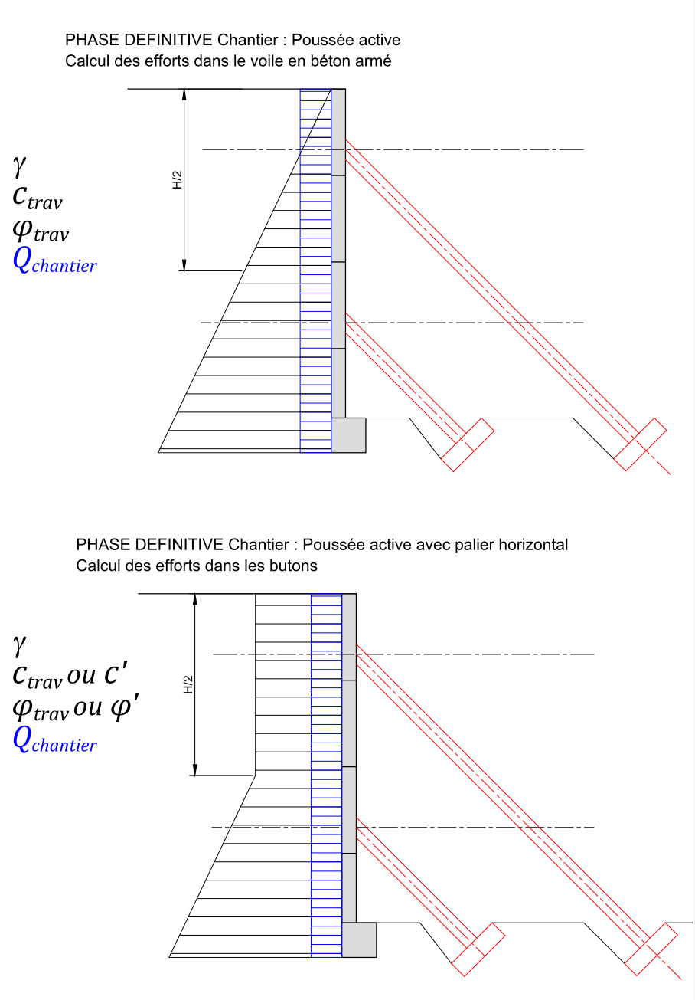 PHASE DEFINITIVE Chantier : Poussée active
Calcul des efforts dans le voile en béton armé
H/2
γ
c_trav
φ_trav
Q_chantier
PHASE DEFINITIVE Chantier : Poussée active avec palier horizontal
Calcul des efforts dans les butons
H/2
γ
c_trav ou c′
φ_trav ou φ′
Q_chantier